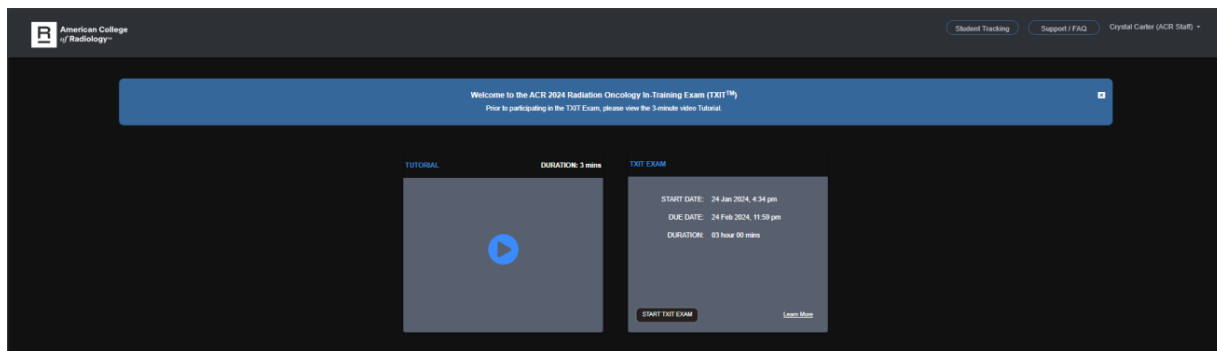 American College
of Radiology™
Student Tracking
Support / FAQ
Crystal Carter (ACR Staff)
Welcome to the ACR 2024 Radiation Oncology In-Training Exam (TXIT™)
Prior to participating in the TXIT Exam, please view the 3-minute video Tutorial.
TUTORIAL
DURATION: 3 mins
TXIT EXAM
START DATE: 24 Jan 2024, 4:34 pm
DUE DATE: 24 Feb 2024, 11:59 pm
DURATION: 03 hour 00 mins
START TXIT EXAM
Learn More